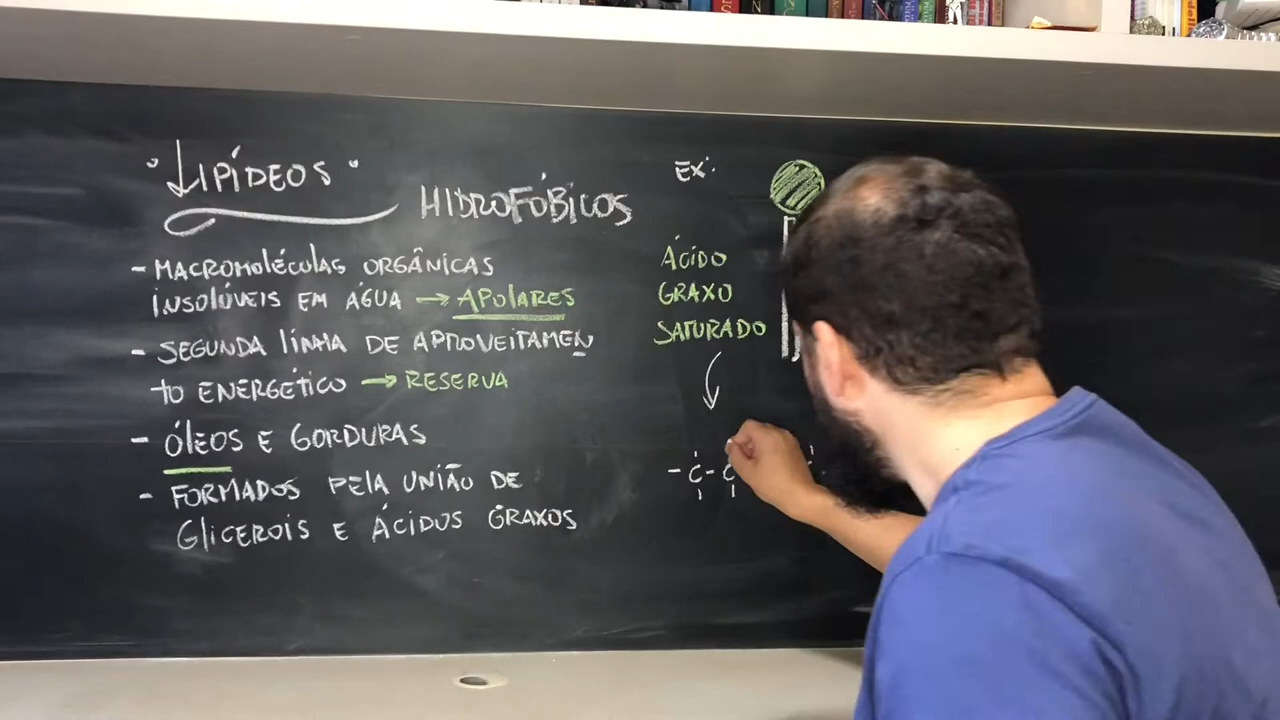 "LIPÍDEOS"
HIDROFÓBICOS
- MACROMOLÉCULAS ORGÂNICAS
INSOLÚVEIS EM ÁGUA → APOLARES
- SEGUNDA LINHA DE APROVEITAMEN
TO ENERGÉTICO → RESERVA
- ÓLEOS E GORDURAS
- FORMADOS PELA UNIÃO DE
GLICEROIS E ÁCIDOS GRAXOS
EX:
ÁCIDO
GRAXO
SATURADO
- C - C